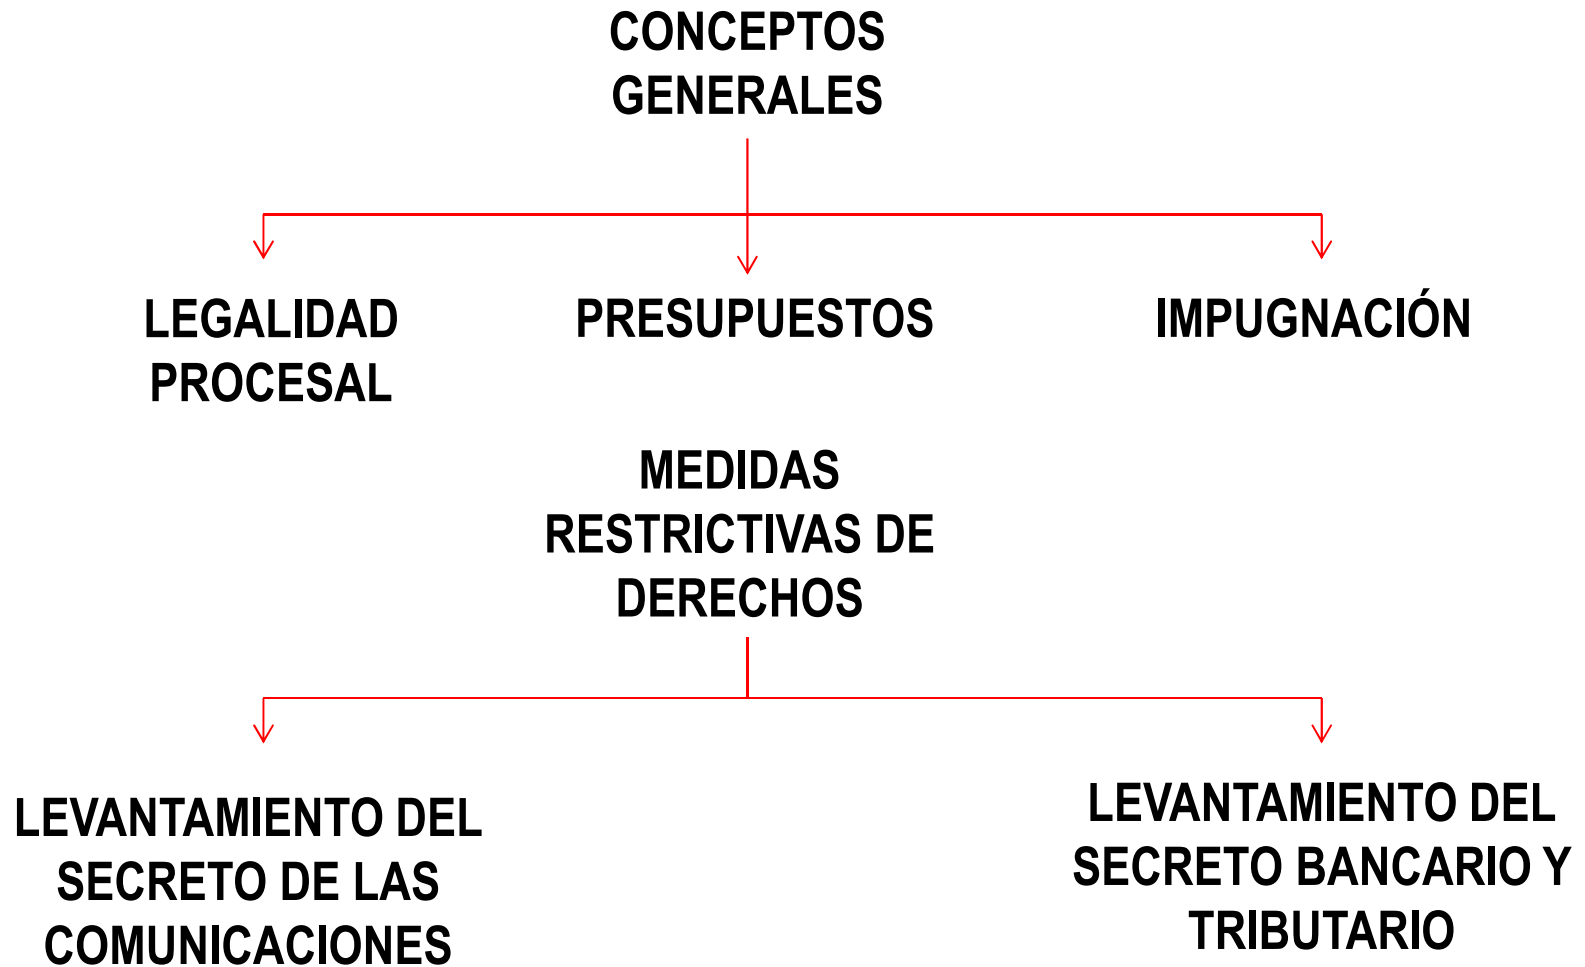 CONCEPTOS
GENERALES
LEGALIDAD
PROCESAL
PRESUPUESTOS
IMPUGNACIÓN
MEDIDAS
RESTRICTIVAS DE
DERECHOS
LEVANTAMIENTO DEL
SECRETO DE LAS
COMUNICACIONES
LEVANTAMIENTO DEL
SECRETO BANCARIO Y
TRIBUTARIO